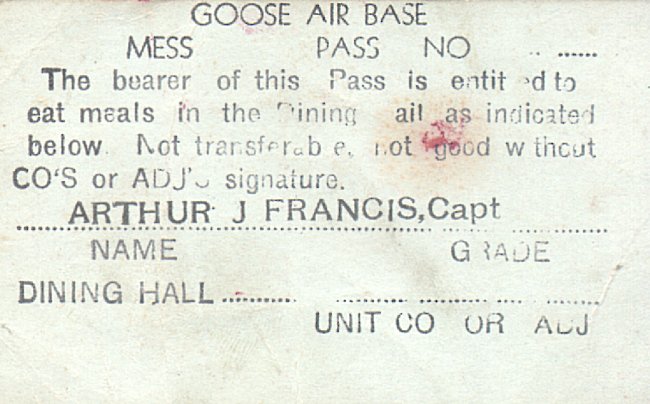 GOOSE AIR BASE
MESS PASS NO .. ......
The bearer of this Pass is entitled to
eat meals in the Dining Hall as indicated
below. Not transferable, not good without
CO'S or ADJ'S signature.
ARTHUR J FRANCIS, Capt
NAME GRADE
DINING HALL
UNIT CO OR ADJ